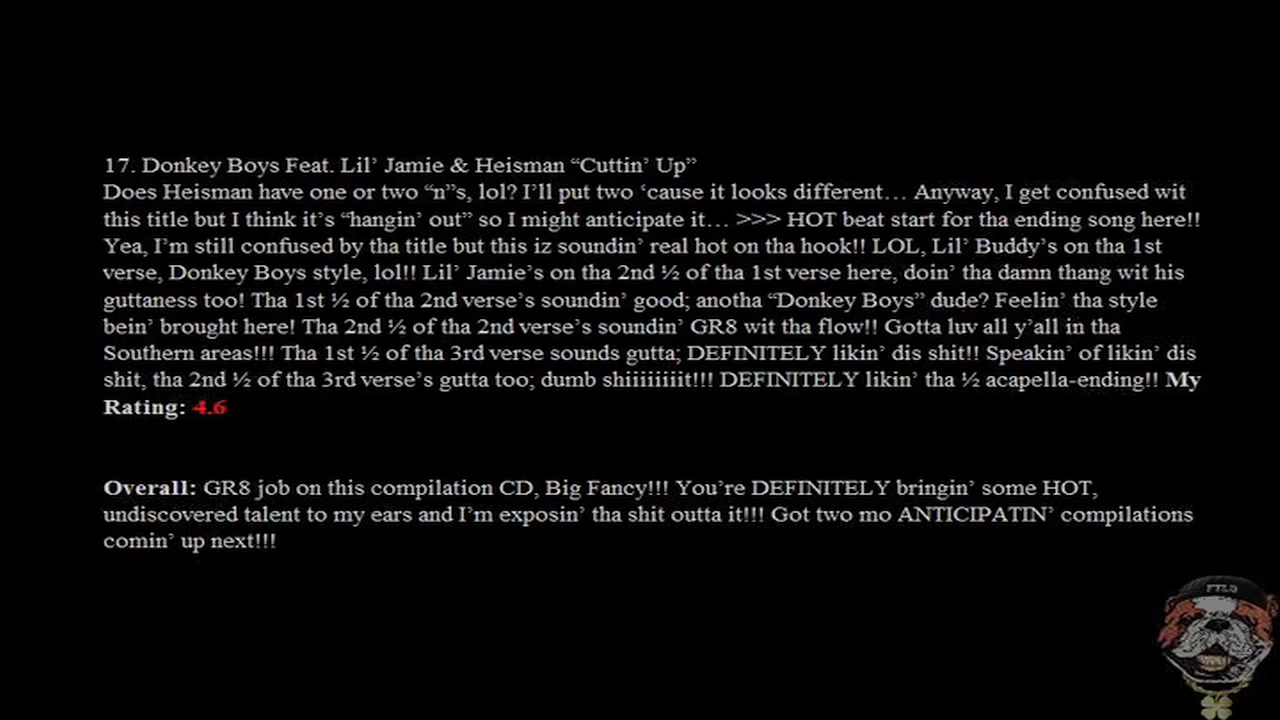 17. Donkey Boys Feat. Lil’ Jamie & Heisman “Cuttin’ Up”
Does Heisman have one or two “n”s, lol? I’ll put two ‘cause it looks different… Anyway, I get confused wit
this title but I think it’s “hangin’ out” so I might anticipate it… >>> HOT beat start for tha ending song here!!
Yea, I’m still confused by tha title but this iz soundin’ real hot on tha hook!! LOL, Lil’ Buddy’s on tha 1st
verse, Donkey Boys style, lol!! Lil’ Jamie’s on tha 2nd ½ of tha 1st verse here, doin’ tha damn thang wit his
guttaness too! Tha 1st ½ of tha 2nd verse’s soundin’ good; anotha “Donkey Boys” dude? Feelin’ tha style
bein’ brought here! Tha 2nd ½ of tha 2nd verse’s soundin’ GR8 wit tha flow!! Gotta luv all y’all in tha
Southern areas!!! Tha 1st ½ of tha 3rd verse sounds gutta; DEFINITELY likin’ dis shit!! Speakin’ of likin’ dis
shit, tha 2nd ½ of tha 3rd verse’s gutta too; dumb shiiiiiiiit!!! DEFINITELY likin’ tha ½ acapella-ending!! My
Rating: 4.6
Overall: GR8 job on this compilation CD, Big Fancy!!! You’re DEFINITELY bringin’ some HOT,
undiscovered talent to my ears and I’m exposin’ tha shit outta it!!! Got two mo ANTICIPATIN’ compilations
comin’ up next!!!